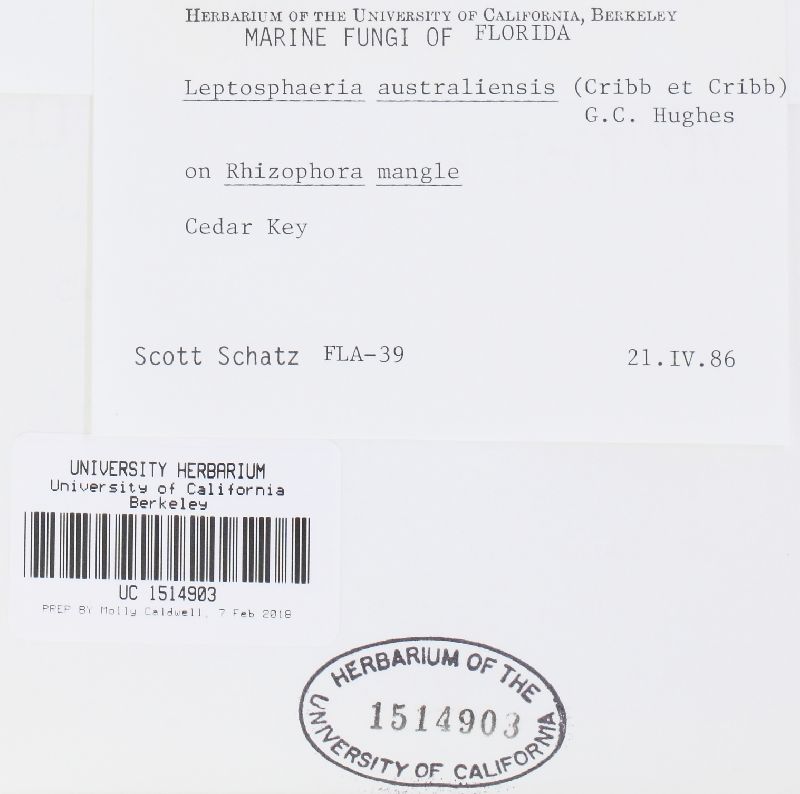 HERBARIUM OF THE UNIVERSITY OF CALIFORNIA, BERKELEY
MARINE FUNGI OF FLORIDA
Leptosphaeria australiensis (Cribb et Cribb)
G.C. Hughes
on Rhizophora mangle
Cedar Key
Scott Schatz FLA-39 21.IV.86
UNIVERSITY HERBARIUM
University of California
Berkeley
UC 1514903
PREP BY Molly Caldwell, 7 Feb 2018
HERBARIUM OF THE
1514903
UNIVERSITY OF CALIFORNIA